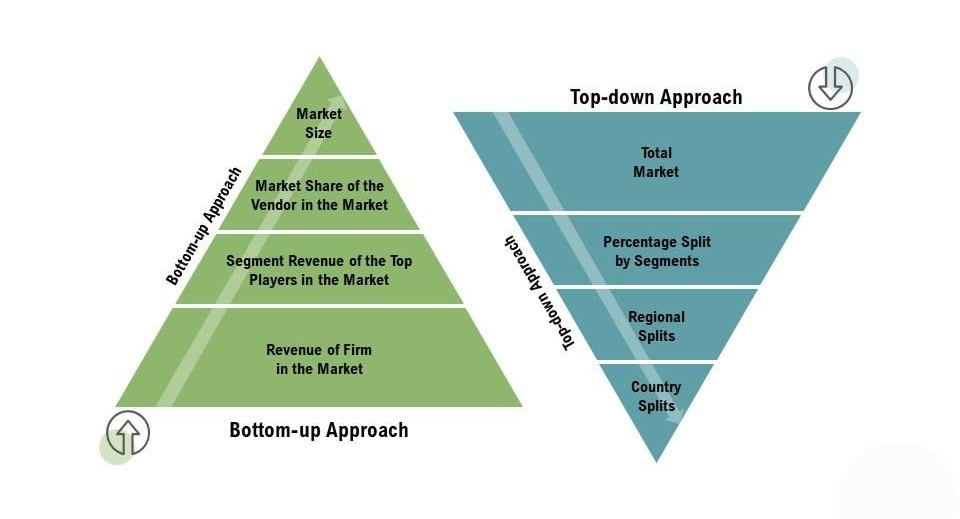 Market
Size
Market Share of the
Vendor in the Market
Segment Revenue of the Top
Players in the Market
Revenue of Firm
in the Market
Bottom-up Approach
Bottom-up Approach
Top-down Approach
Total
Market
Percentage Split
by Segments
Regional
Splits
Country
Splits
Top-down Approach